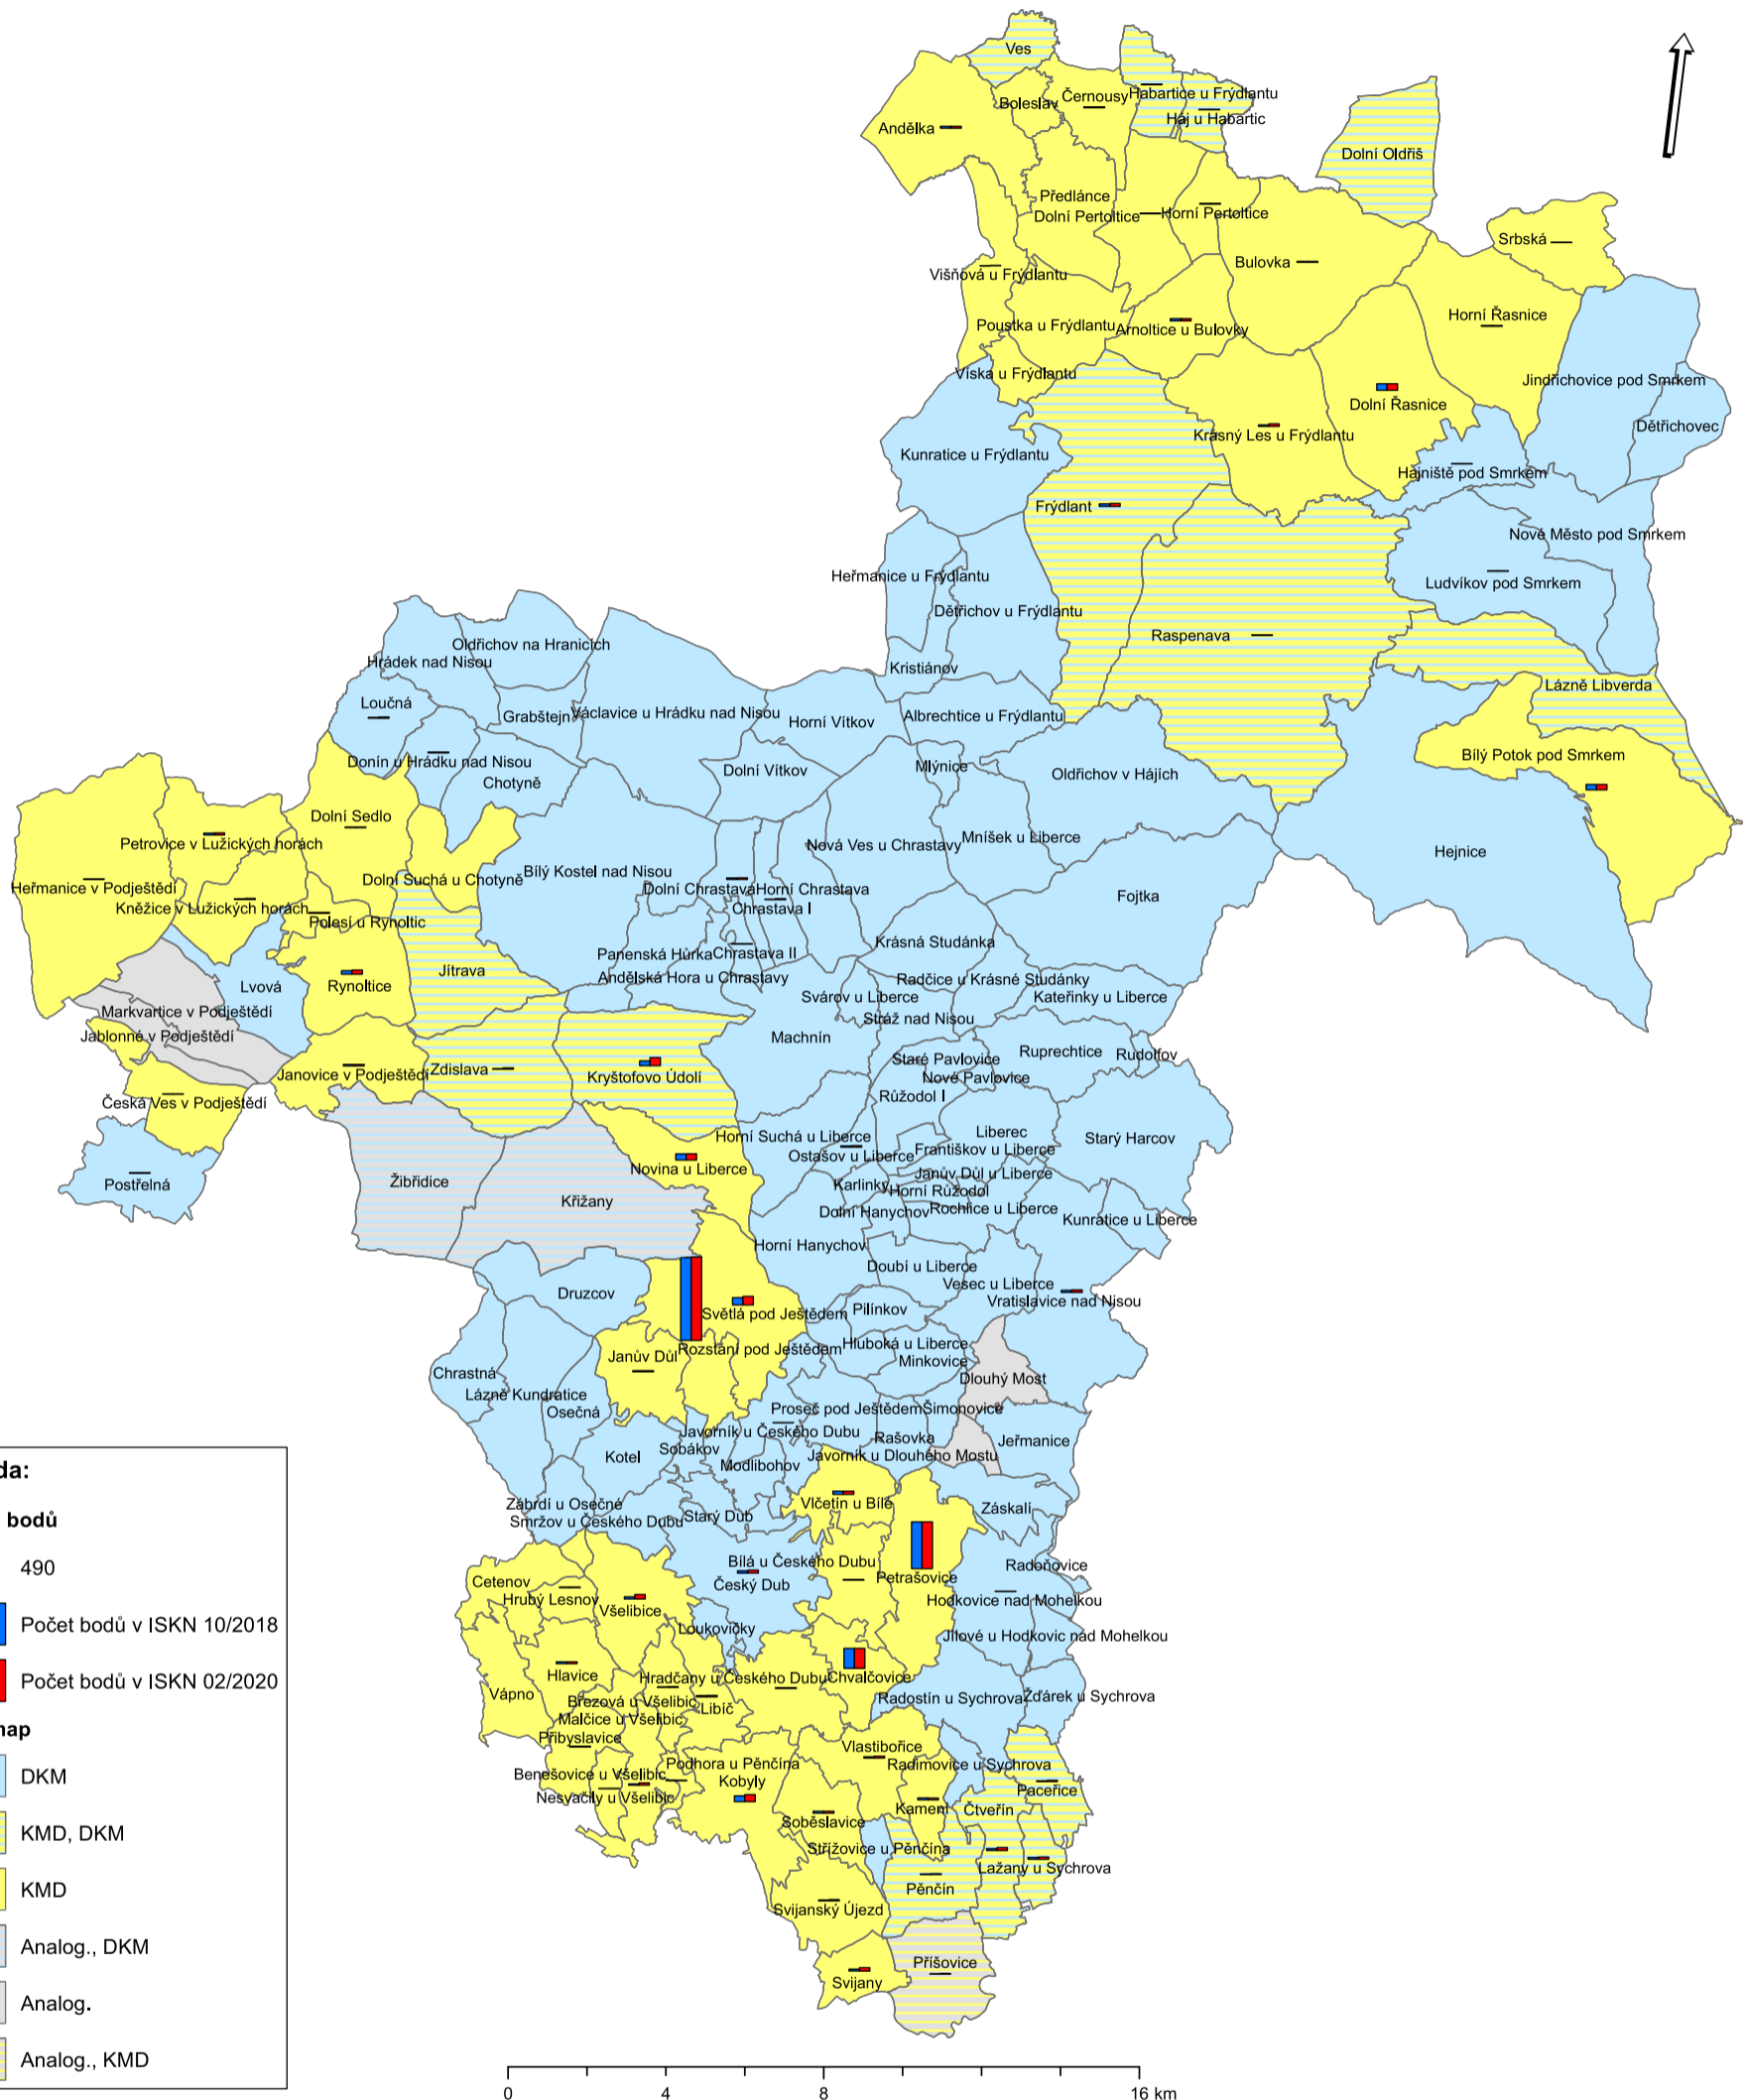 Ves
Habartice u Frýdlantu
Černousy
Boleslav
Háj u Habartic
Andělka
Dolní Oldřiš
Předlánce
Dolní Pertoltice
Horní Pertoltice
Srbská
Bulovka
Višňová u Frýdlantu
Horní Řasnice
Poustka u Frýdlantu
Arnoltice u Bulovky
Víska u Frýdlantu
Jindřichovice pod Smrkem
Dolní Řasnice
Dětřichovec
Krásný Les u Frýdlantu
Kunratice u Frýdlantu
Hajniště pod Smrkem
Frýdlant
Nové Město pod Smrkem
Heřmanice u Frýdlantu
Ludvíkov pod Smrkem
Dětřichov u Frýdlantu
Raspenava
Oldřichov na Hranicích
Hrádek nad Nisou
Kristiánov
Lázně Libverda
Loučná
Grabštejn
Václavice u Hrádku nad Nisou
Horní Vítkov
Albrechtice u Frýdlantu
Bílý Potok pod Smrkem
Donín u Hrádku nad Nisou
Chotyně
Dolní Vítkov
Mlýnice
Oldřichov v Hájích
Dolní Sedlo
Petrovice v Lužických horách
Nová Ves u Chrastavy
Mníšek u Liberce
Hejnice
Heřmanice v Podještědí
Dolní Suchá u Chotyně
Bílý Kostel nad Nisou
Dolní Chrastava
Horní Chrastava
Fojtka
Kněžice v Lužických horách
Chrastava I
Polesí u Rynoltic
Krásná Studánka
Panenská Hůrka
Chrastava II
Jítrava
Andělská Hora u Chrastavy
Radčice u Krásné Studánky
Rynoltice
Lvová
Svárov u Liberce
Kateřinky u Liberce
Markvartice v Podještědí
Stráž nad Nisou
Jablonné v Podještědí
Machnín
Ruprechtice
Rudolfov
Staré Pavlovice
Janovice v Podještědí
Zdislava
Kryštofovo Údolí
Nové Pavlovice
Růžodol I
Česká Ves v Podještědí
Liberec
Horní Suchá u Liberce
Starý Harcov
Františkov u Liberce
Ostašov u Liberce
Novina u Liberce
Janův Důl u Liberce
Postřelná
Žibřidice
Karlinky
Horní Růžodol
Křižany
Rochlice u Liberce
Dolní Hanychov
Kunratice u Liberce
Horní Hanychov
Doubí u Liberce
Vesec u Liberce
Druzcov
Vratislavice nad Nisou
Pilínkov
Světlá pod Ještědem
Hluboká u Liberce
Rozstání pod Ještědem
Janův Důl
Minkovice
Chrastná
Dlouhý Most
Lázně Kundratice
Osečná
Proseč pod Ještědem
Šimonovice
Javorník u Českého Dubu
Rašovka
Jeřmanice
Sobákov
Kotel
Javorník u Dlouhého Mostu
Modlibohov
Zábrdí u Osečné
Vlčetín u Bílé
Záskalí
Smržov u Českého Dubu
Starý Dub
Bílá u Českého Dubu
Radoňovice
Petrašovice
Český Dub
Cetenov
Hrubý Lesnov
Všelibice
Hodkovice nad Mohelkou
Loukovičky
Jílové u Hodkovic nad Mohelkou
Hlavice
Hradčany u Českého Dubu
Chvalčovice
Vápno
Radostín u Sychrova
Žďárek u Sychrova
Březová u Všelibic
Libíč
Malčice u Všelibic
Přibyslavice
Vlastibořice
Podhora u Pěnčína
Radimovice u Sychrova
Benešovice u Všelibic
Kobyly
Paceřice
Nesvačily u Všelibic
Kamení
Čtveřín
Soběslavice
Střížovice u Pěnčína
Lažany u Sychrova
Pěnčín
Svijanský Újezd
Příšovice
Svijany
da:
bodů
490
Počet bodů v ISKN 10/2018
Počet bodů v ISKN 02/2020
map
DKM
KMD, DKM
KMD
Analog., DKM
Analog.
Analog., KMD
0 4 8 16 km